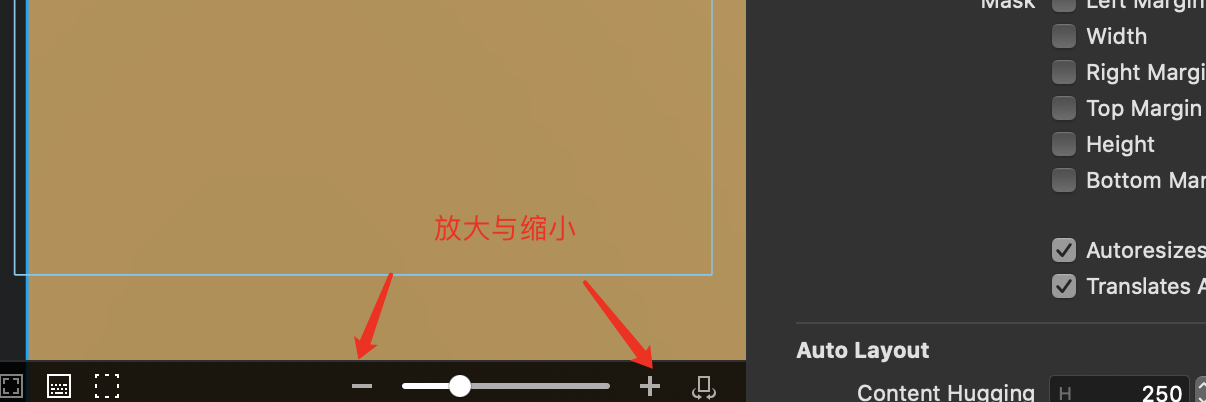 Mask
Left Margin
Width
Right Margi
Top Margin
Height
Bottom Mar
放大与缩小
Autoresizes
Translates A
Auto Layout
Content Hugging H 250